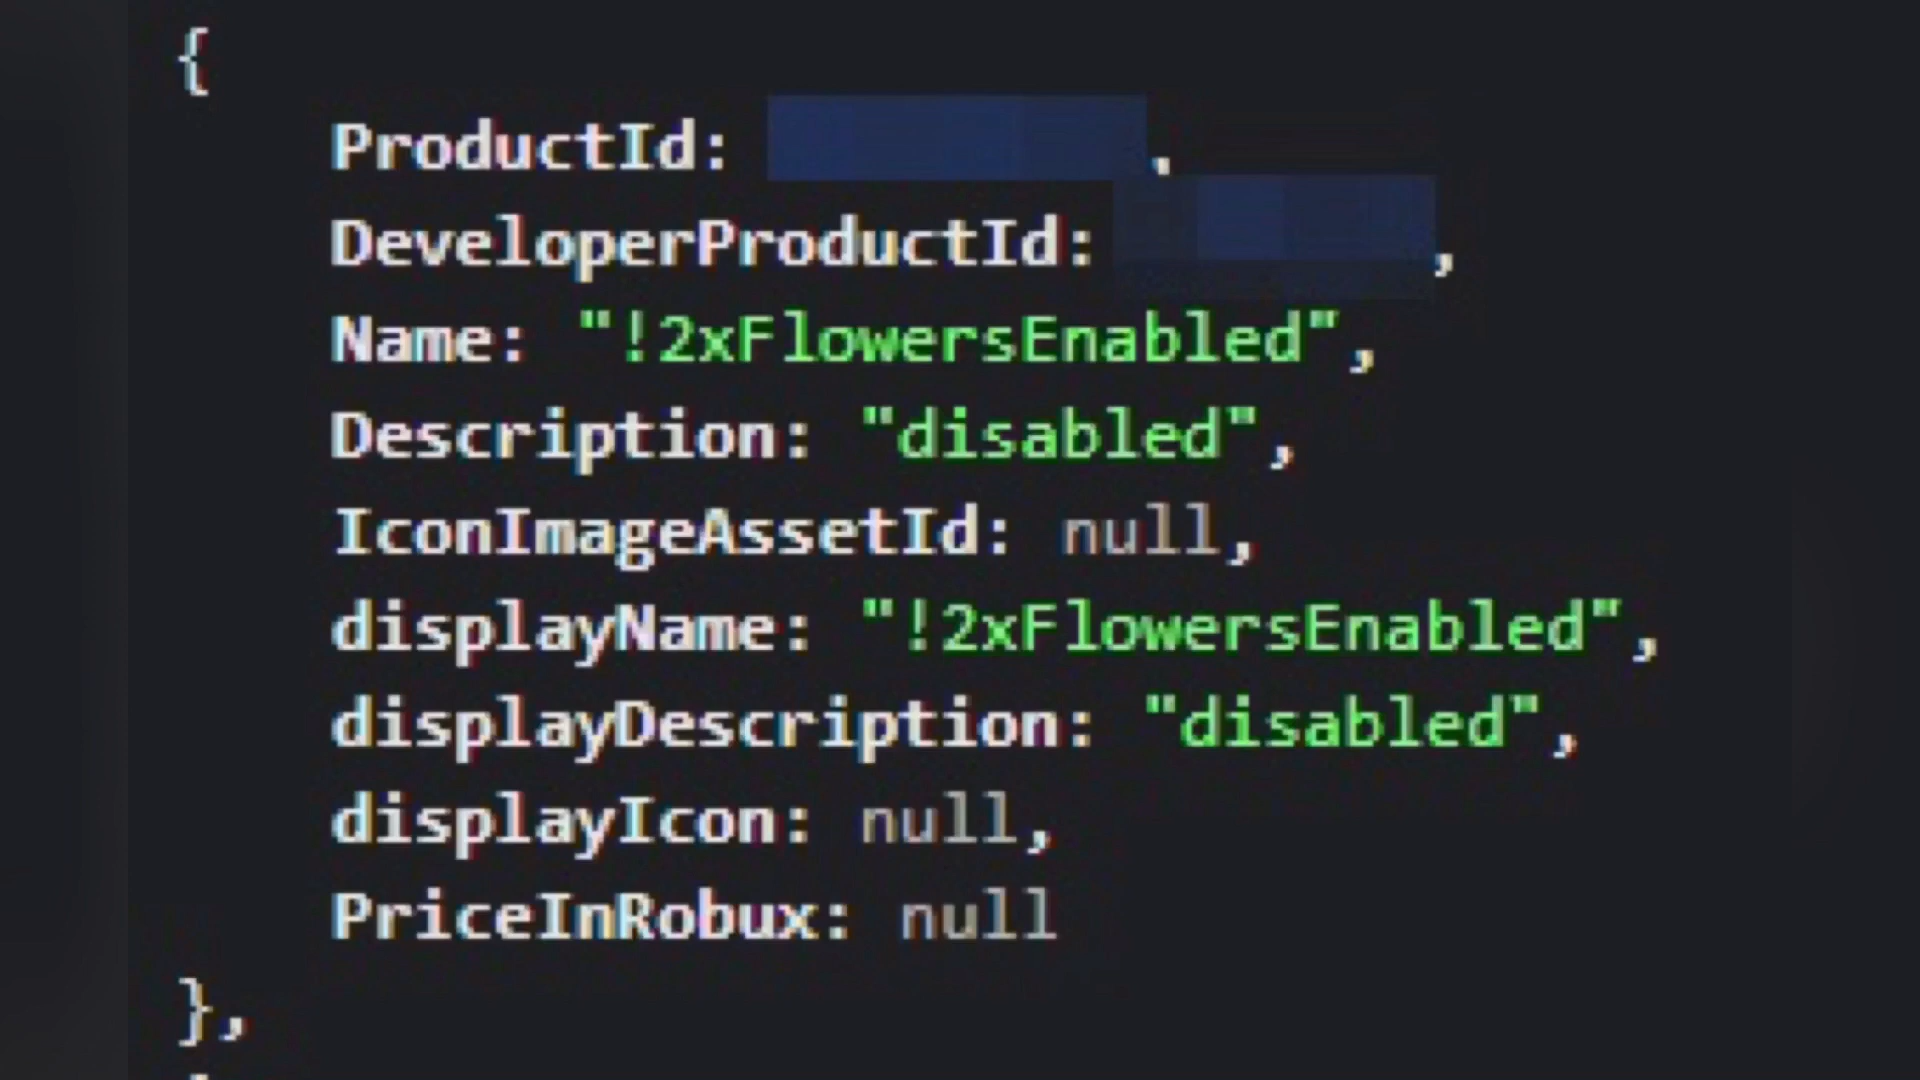 {
ProductId: ,
DeveloperProductId: ,
Name: "!2xFlowersEnabled",
Description: "disabled",
IconImageAssetId: null,
displayName: "!2xFlowersEnabled",
displayDescription: "disabled",
displayIcon: null,
PriceInRobux: null
},